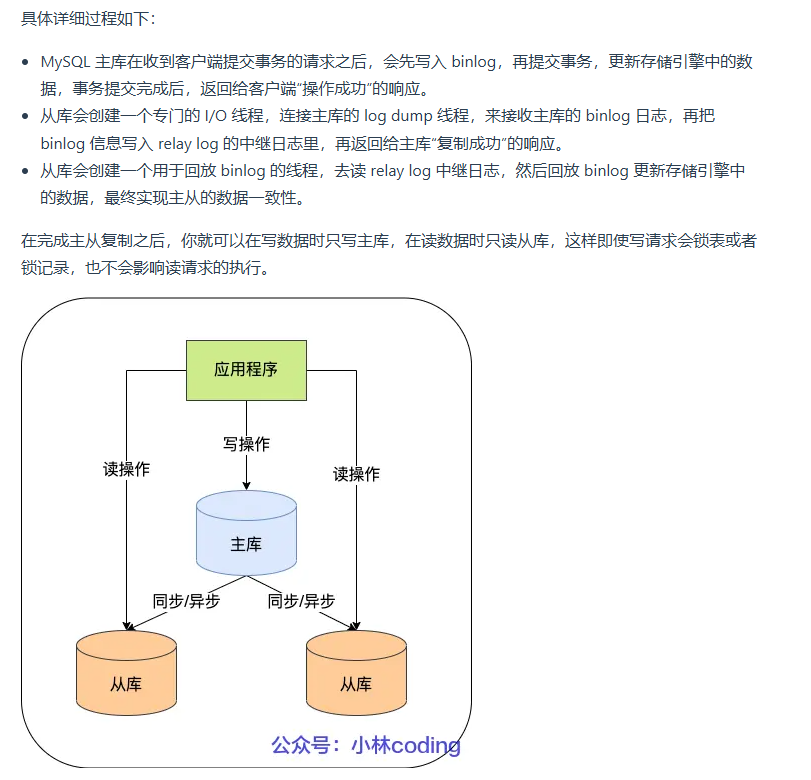 具体详细过程如下：
MySQL 主库在收到客户端提交事务的请求之后，会先写入 binlog，再提交事务，更新存储引擎中的数
据，事务提交完成后，返回给客户端“操作成功”的响应。
从库会创建一个专门的 I/O 线程，连接主库的 log dump 线程，来接收主库的 binlog 日志，再把
binlog 信息写入 relay log 的中继日志里，再返回给主库“复制成功”的响应。
从库会创建一个用于回放 binlog 的线程，去读 relay log 中继日志，然后回放 binlog 更新存储引擎中
的数据，最终实现主从的数据一致性。
在完成主从复制之后，你就可以在写数据时只写主库，在读数据时只读从库，这样即使写请求会锁表或者
锁记录，也不会影响读请求的执行。
应用程序
写操作
读操作
读操作
主库
同步/异步
同步/异步
从库
从库
公众号：小林coding